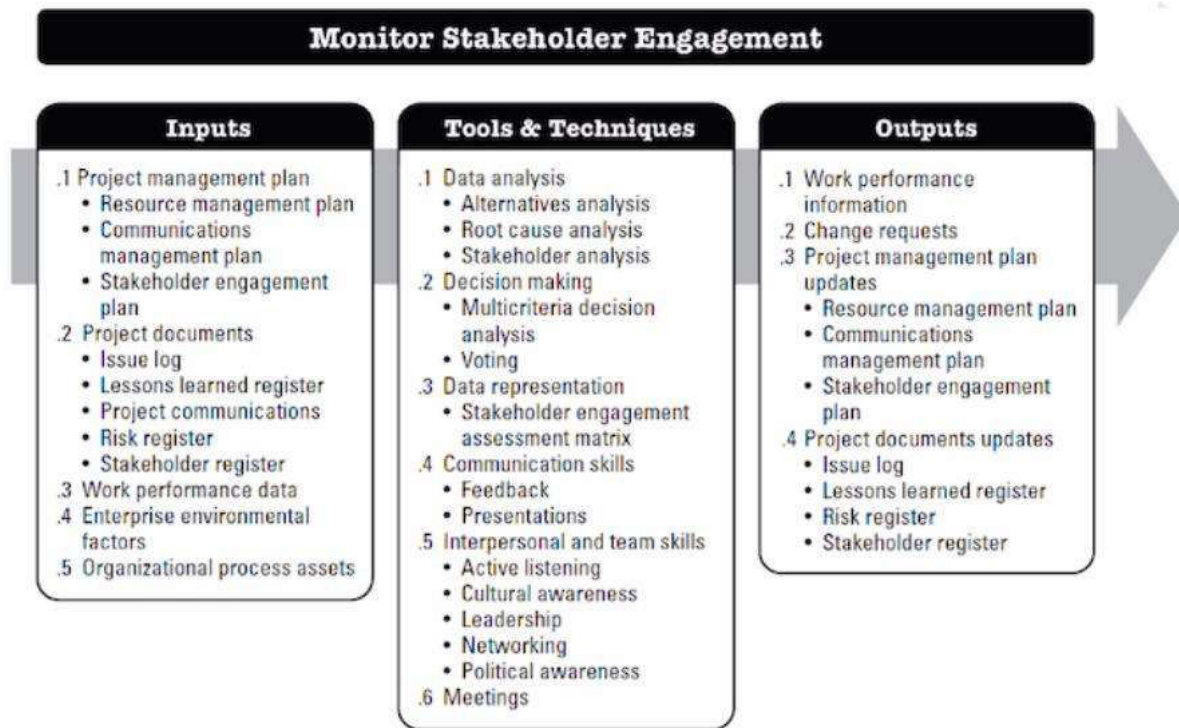 Monitor Stakeholder Engagement
Inputs
.1 Project management plan
• Resource management plan
• Communications
management plan
• Stakeholder engagement
plan
.2 Project documents
• Issue log
• Lessons learned register
• Project communications
• Risk register
• Stakeholder register
.3 Work performance data
.4 Enterprise environmental
factors
.5 Organizational process assets
Tools & Techniques
.1 Data analysis
• Alternatives analysis
• Root cause analysis
• Stakeholder analysis
.2 Decision making
• Multicriteria decision
analysis
• Voting
.3 Data representation
• Stakeholder engagement
assessment matrix
.4 Communication skills
• Feedback
• Presentations
.5 Interpersonal and team skills
• Active listening
• Cultural awareness
• Leadership
• Networking
• Political awareness
.6 Meetings
Outputs
.1 Work performance
information
.2 Change requests
.3 Project management plan
updates
• Resource management plan
• Communications
management plan
• Stakeholder engagement
plan
.4 Project documents updates
• Issue log
• Lessons learned register
• Risk register
• Stakeholder register